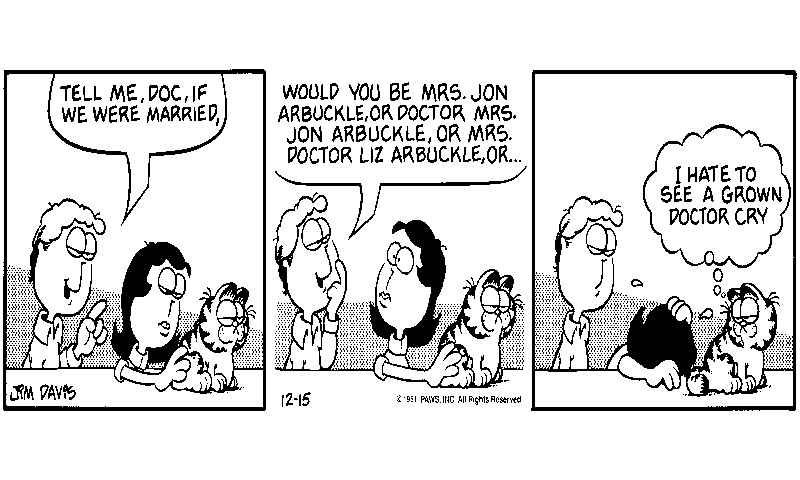 TELL ME, DOC, IF
WE WERE MARRIED,
JIM DAVIS
WOULD YOU BE MRS. JON
ARBUCKLE, OR DOCTOR MRS.
JON ARBUCKLE, OR MRS.
DOCTOR LIZ ARBUCKLE, OR...
12-15
© 1981 PAWS, INC. All Rights Reserved
I HATE TO
SEE A GROWN
DOCTOR CRY